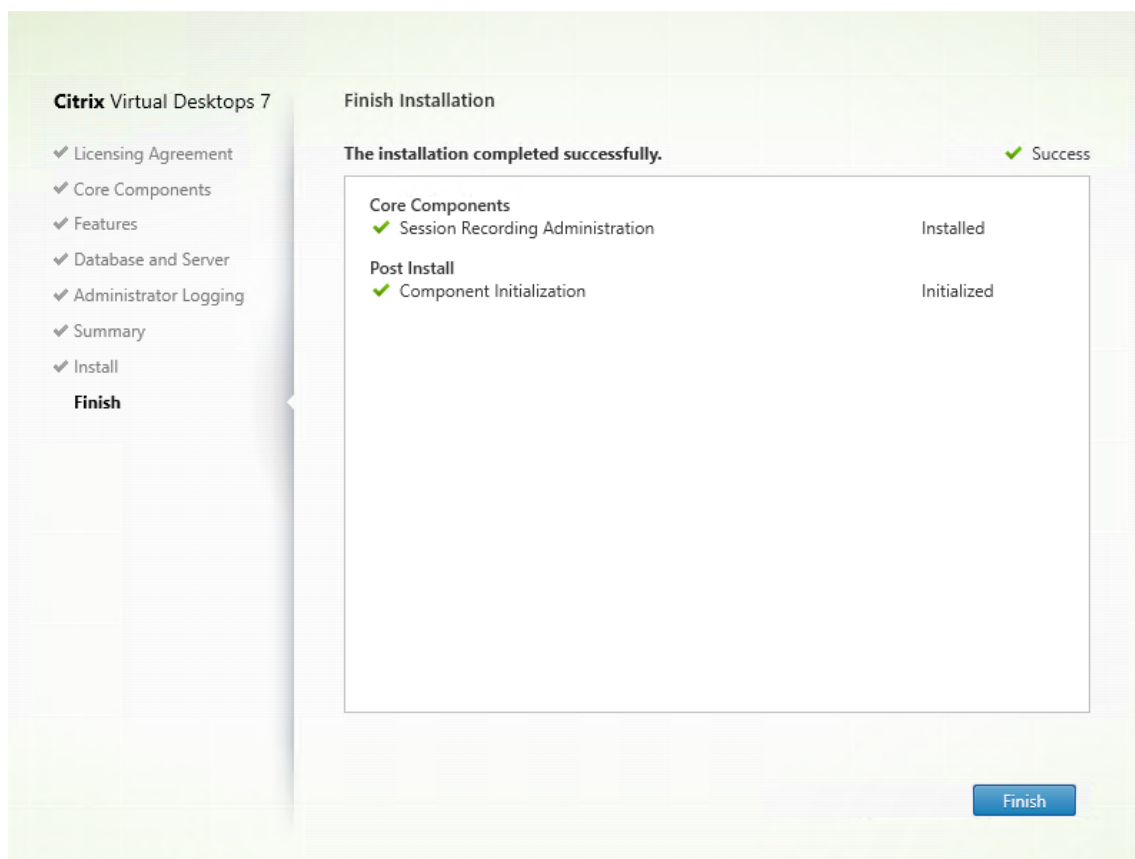 Citrix Virtual Desktops 7
Licensing Agreement
Core Components
Features
Database and Server
Administrator Logging
Summary
Install
Finish
Finish Installation
The installation completed successfully.
Success
Core Components
Session Recording Administration Installed
Post Install
Component Initialization Initialized
Finish